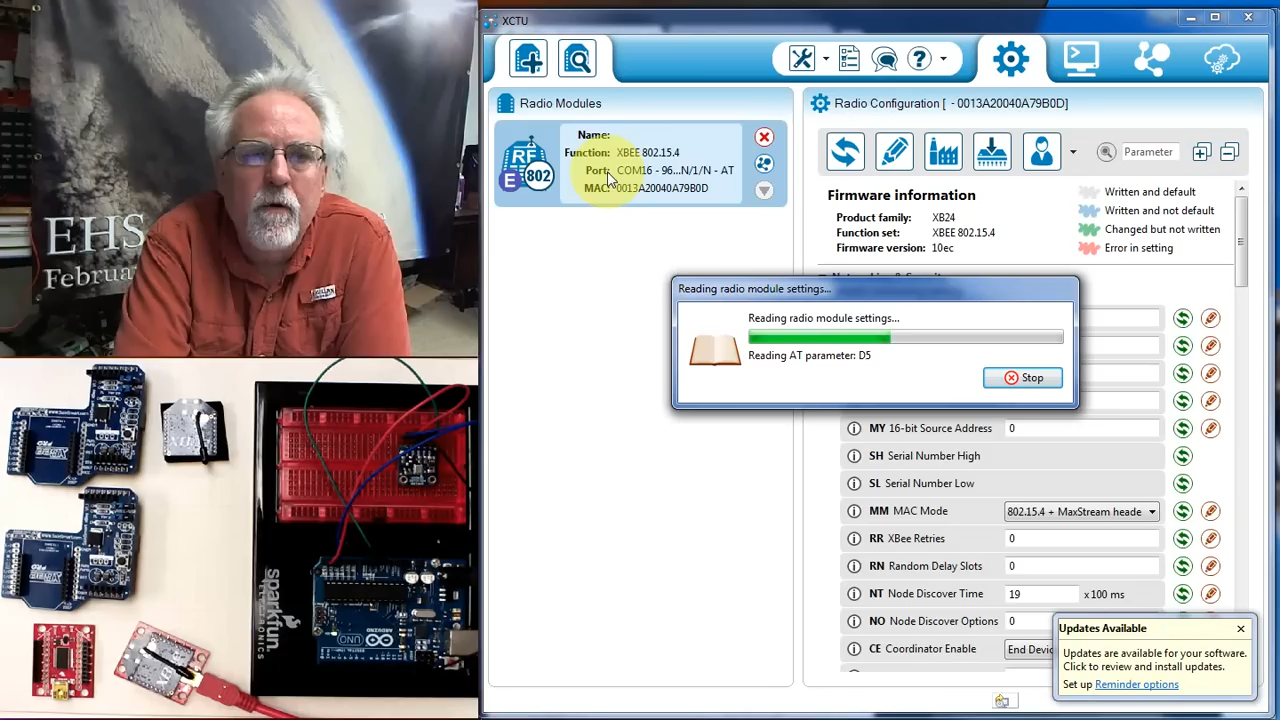 XCTU
Radio Modules
Name:
Function: XBEE 802.15.4
Port: COM16 - 96...N/1/N - AT
MAC: 0013A20040A79B0D
RF
E 802
Radio Configuration [ - 0013A20040A79B0D]
Parameter
Firmware information
Product family: XB24
Function set: XBEE 802.15.4
Firmware version: 10ec
Written and default
Written and not default
Changed but not written
Error in setting
Reading radio module settings...
Reading radio module settings...
Reading AT parameter: D5
Stop
MY 16-bit Source Address 0
SH Serial Number High
SL Serial Number Low
MM MAC Mode 802.15.4 + MaxStream heade
RR XBee Retries 0
RN Random Delay Slots 0
NT Node Discover Time 19 x 100 ms
NO Node Discover Options 0
CE Coordinator Enable End Devi
Updates Available
Updates are available for your software.
Click to review and install updates.
Set up Reminder options
EHS
Februar
sparkfun
ELECTRONICS
ARDUINO
UNO
PRO